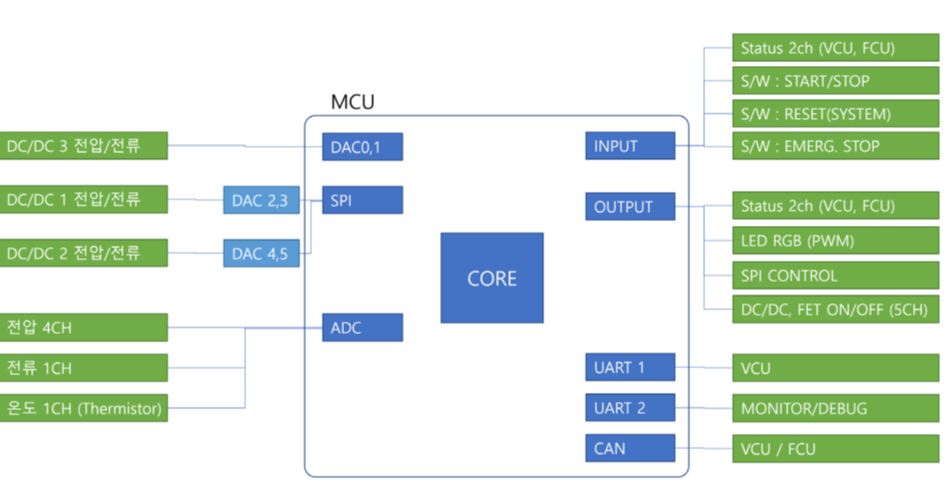 MCU
DC/DC 3 전압/전류
DAC0,1
DC/DC 1 전압/전류
DAC 2,3
SPI
DC/DC 2 전압/전류
DAC 4,5
전압 4CH
ADC
전류 1CH
온도 1CH (Thermistor)
CORE
INPUT
Status 2ch (VCU, FCU)
S/W : START/STOP
S/W : RESET(SYSTEM)
S/W : EMERG. STOP
OUTPUT
Status 2ch (VCU, FCU)
LED RGB (PWM)
SPI CONTROL
DC/DC, FET ON/OFF (5CH)
UART 1
VCU
UART 2
MONITOR/DEBUG
CAN
VCU / FCU